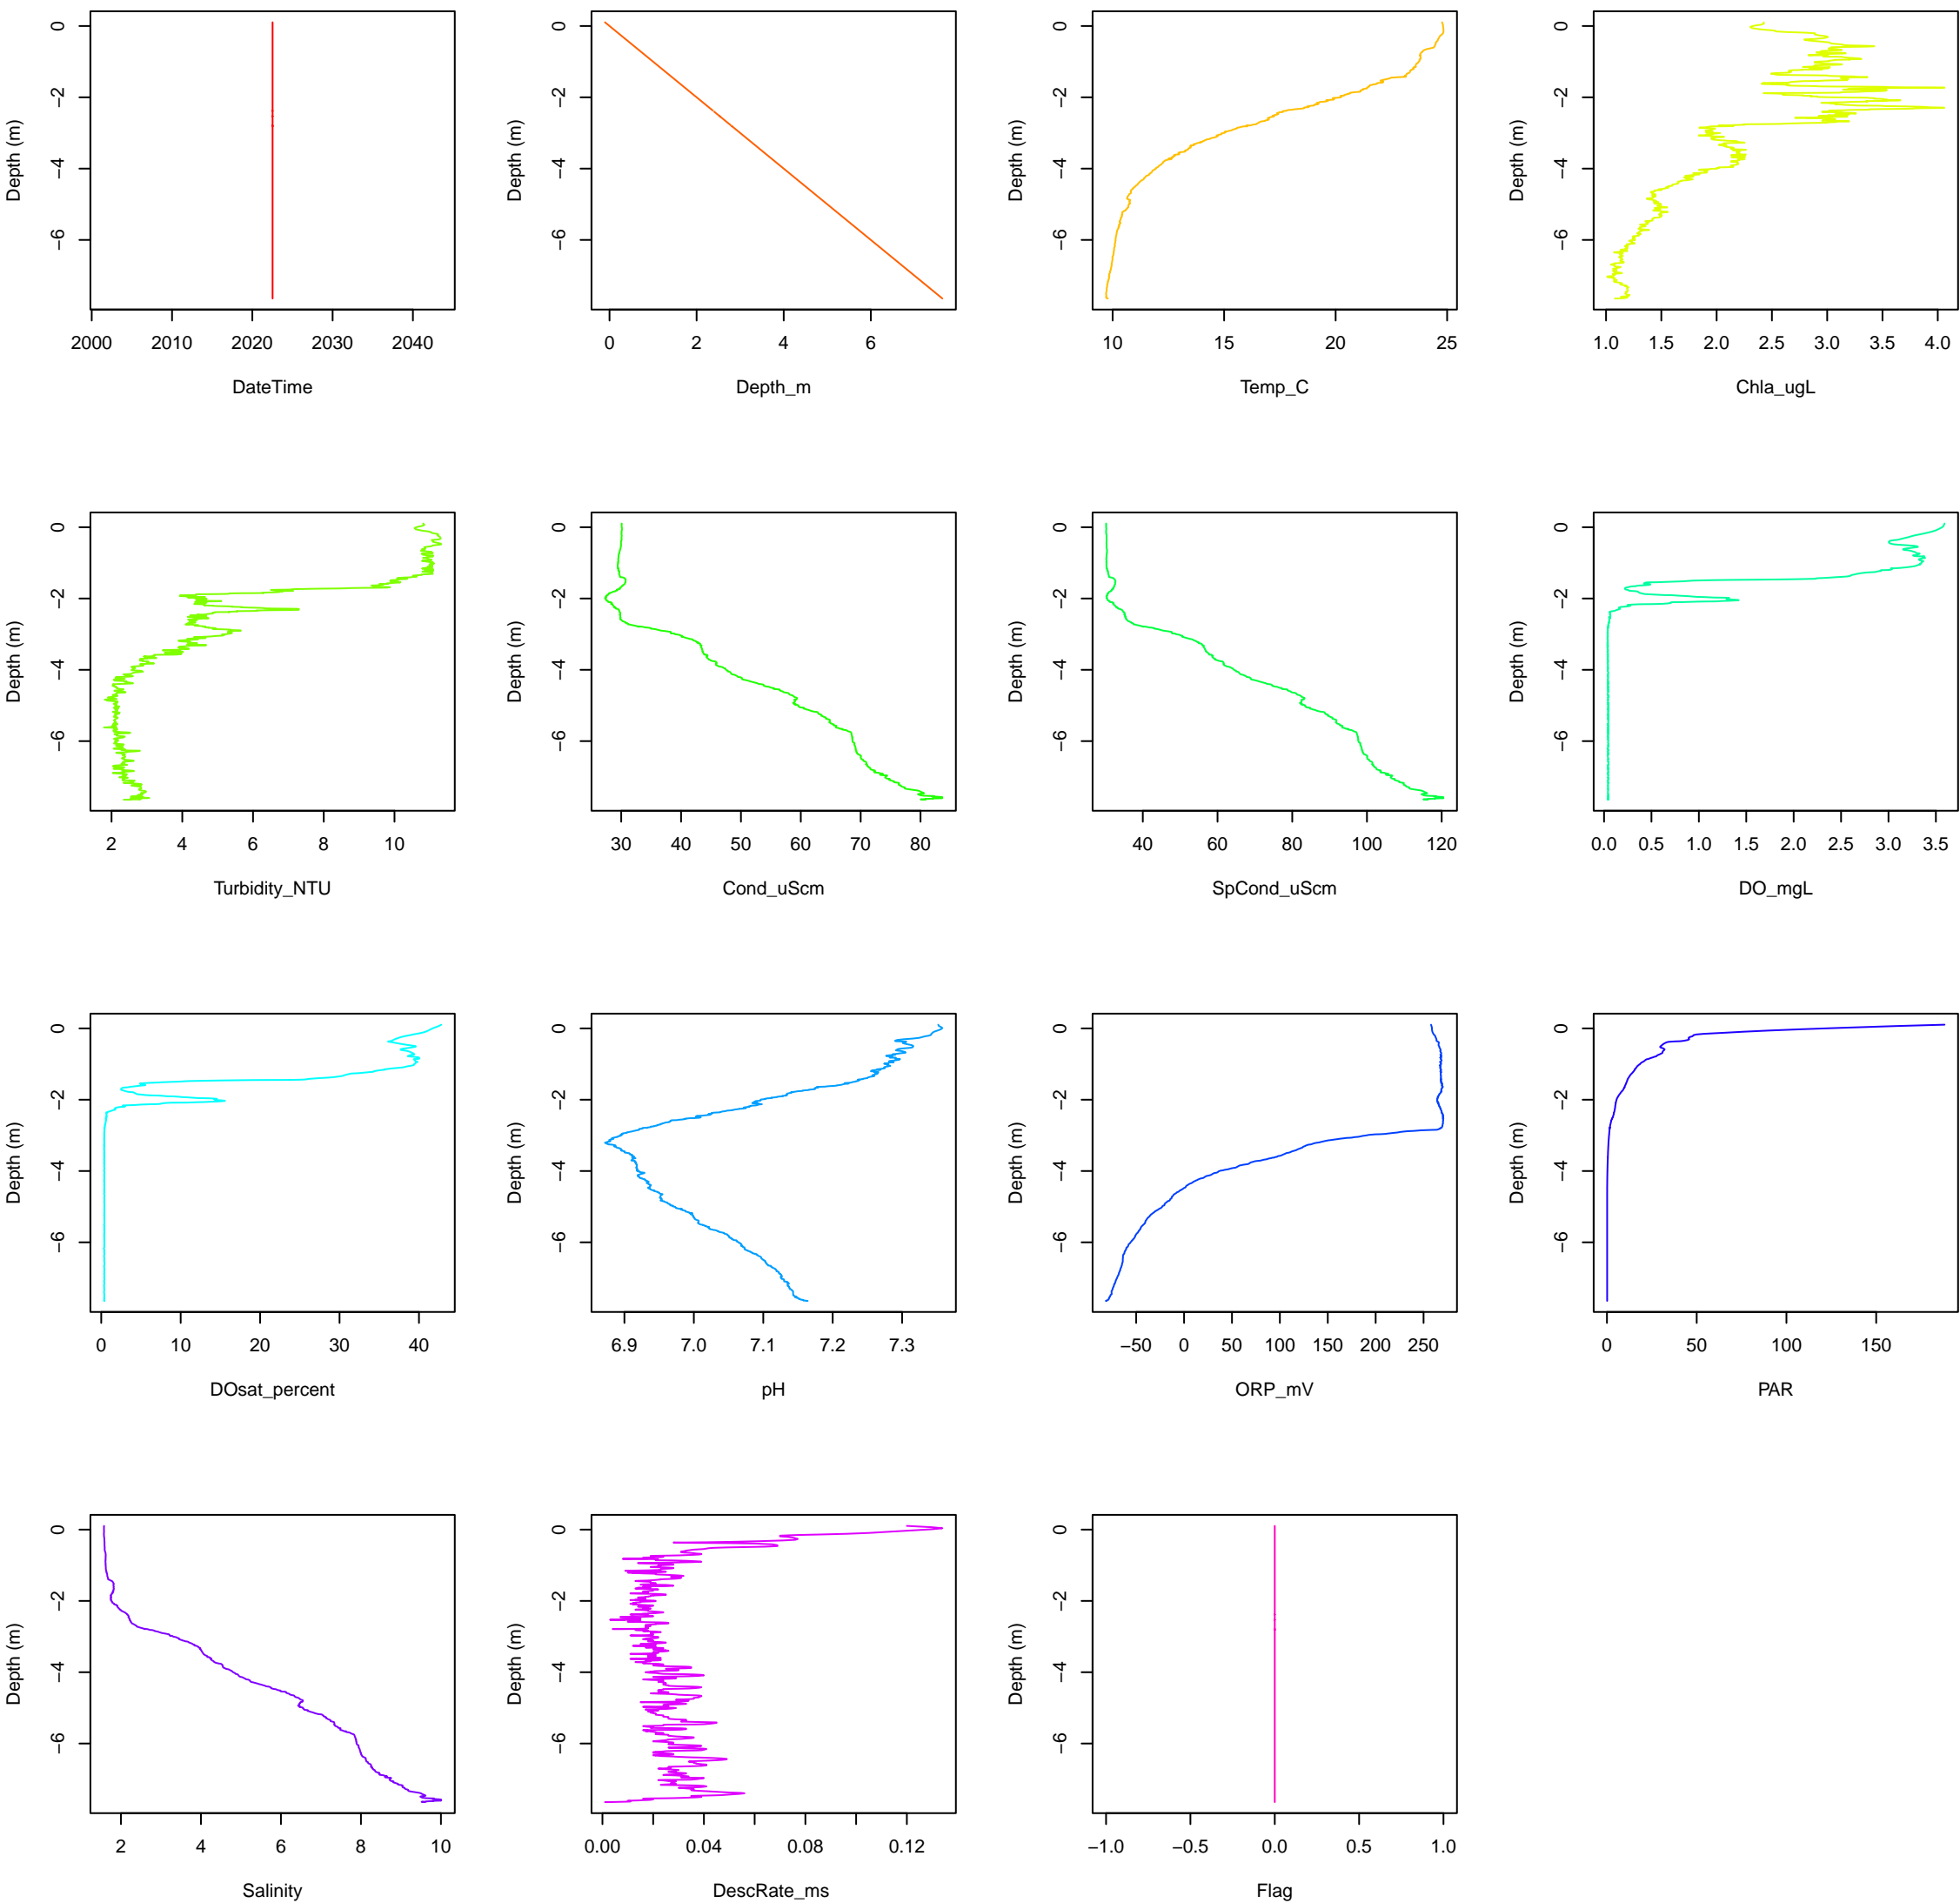 0 0 0 0
−2 −2 −2 −2
−4 −4 −4 −4
−6 −6 −6 −6
Depth (m) Depth (m) Depth (m) Depth (m)
2000 2010 2020 2030 2040 0 2 4 6 10 15 20 25 1.0 1.5 2.0 2.5 3.0 3.5 4.0
DateTime Depth_m Temp_C Chla_ugL
0 0 0 0
−2 −2 −2 −2
−4 −4 −4 −4
−6 −6 −6 −6
Depth (m) Depth (m) Depth (m) Depth (m)
2 4 6 8 10 30 40 50 60 70 80 40 60 80 100 120 0.0 0.5 1.0 1.5 2.0 2.5 3.0 3.5
Turbidity_NTU Cond_uScm SpCond_uScm DO_mgL
0 0 0 0
−2 −2 −2 −2
−4 −4 −4 −4
−6 −6 −6 −6
Depth (m) Depth (m) Depth (m) Depth (m)
0 10 20 30 40 6.9 7.0 7.1 7.2 7.3 −50 0 50 100 150 200 250 0 50 100 150
DOsat_percent pH ORP_mV PAR
0 0 0
−2 −2 −2
−4 −4 −4
−6 −6 −6
Depth (m) Depth (m) Depth (m)
2 4 6 8 10 0.00 0.04 0.08 0.12 −1.0 −0.5 0.0 0.5 1.0
Salinity DescRate_ms Flag